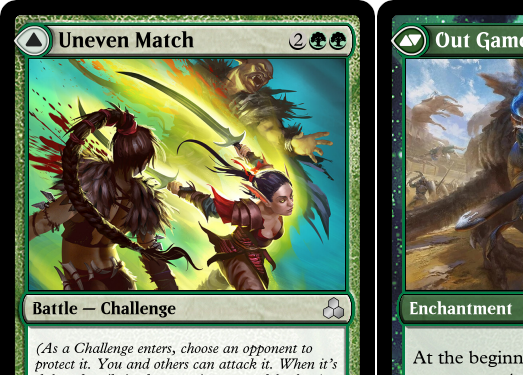 Uneven Match 2
Battle — Challenge
(As a Challenge enters, choose an opponent to
protect it. You and others can attack it. When it's
Out Game
Enchantment
At the beginn